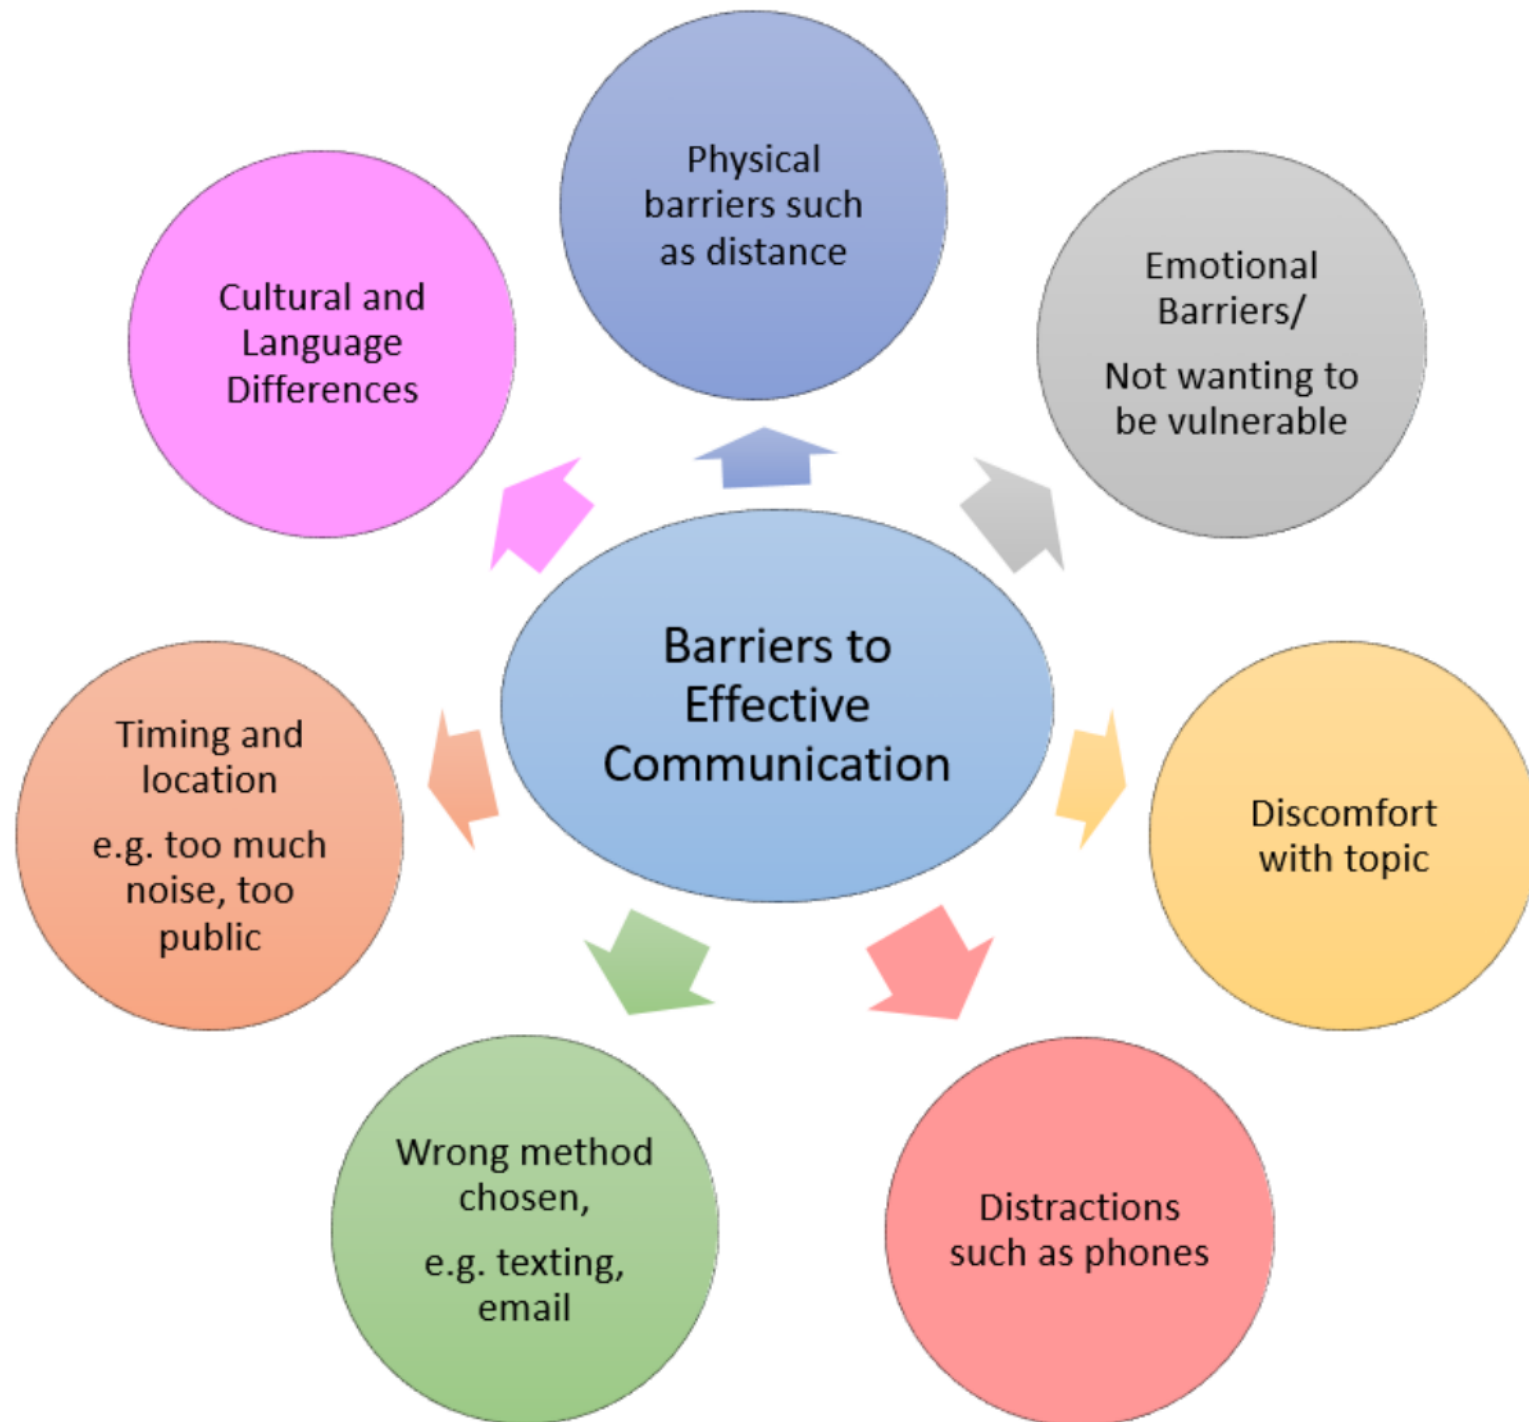 Physical
barriers such
as distance
Emotional
Barriers/
Not wanting to
be vulnerable
Discomfort
with topic
Distractions
such as phones
Wrong method
chosen,
e.g. texting,
email
Timing and
location
e.g. too much
noise, too
public
Cultural and
Language
Differences
Barriers to
Effective
Communication